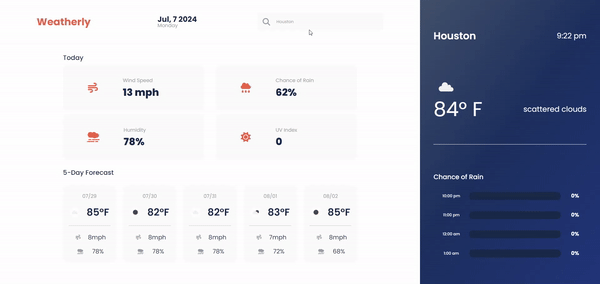 Weatherly
Jul, 7 2024
Monday
Houston
Today
Wind Speed
13 mph
Chance of Rain
62%
Humidity
78%
UV Index
0
5-Day Forecast
07/29
85°F
8mph
78%
07/30
82°F
8mph
78%
07/31
82°F
8mph
78%
08/01
83°F
7mph
72%
08/02
85°F
8mph
68%
Houston
9:22 pm
84° F
scattered clouds
Chance of Rain
10:00 pm
0%
11:00 pm
0%
12:00 am
0%
1:00 am
0%